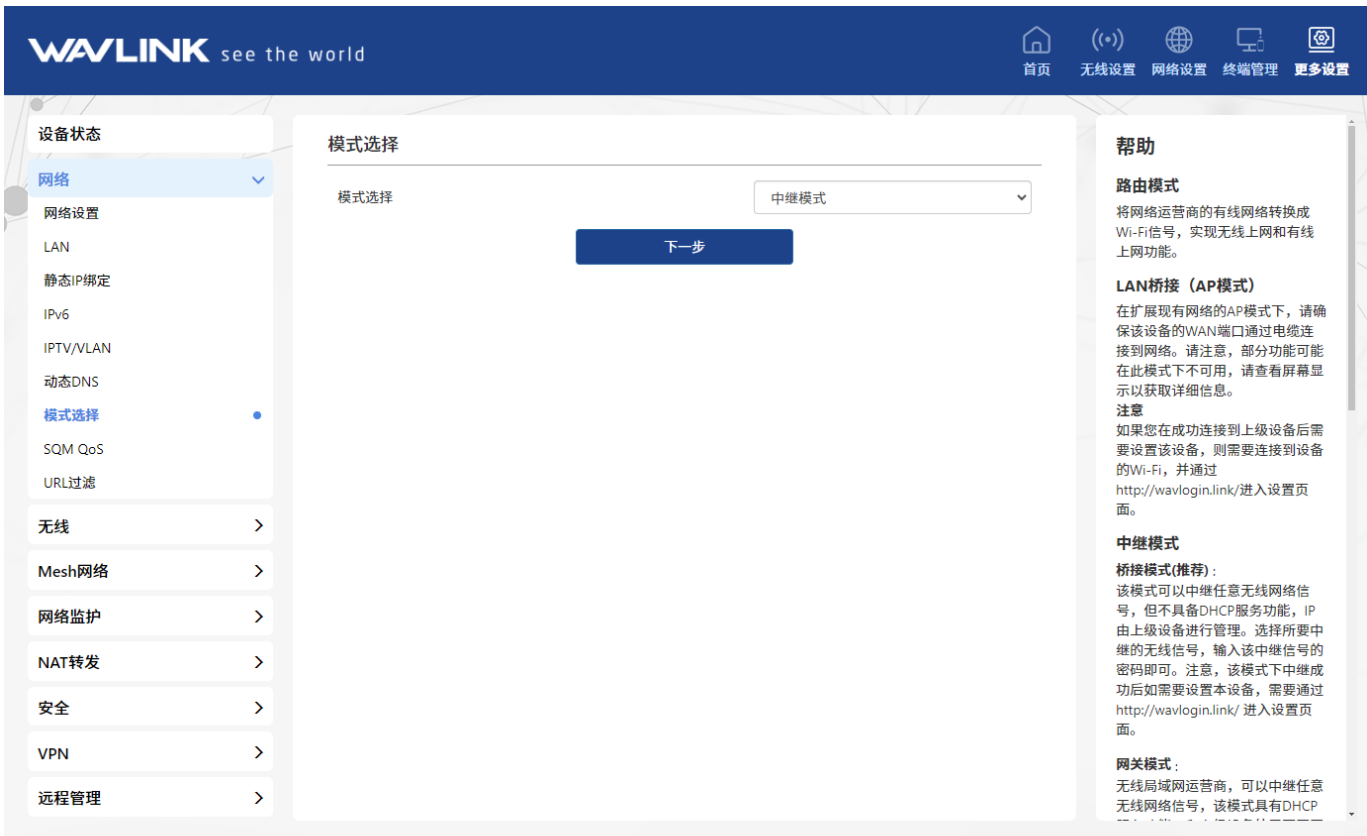 WAVLINK see the world
首页
无线设置
网络设置
终端管理
更多设置
设备状态
网络
网络设置
LAN
静态IP绑定
IPv6
IPTV/VLAN
动态DNS
模式选择
SQM QoS
URL过滤
无线
Mesh网络
网络监护
NAT转发
安全
VPN
远程管理
模式选择
模式选择
中继模式
下一步
帮助
路由模式
将网络运营商的有线网络转换成
Wi-Fi信号，实现无线上网和有线
上网功能。
LAN桥接（AP模式）
在扩展现有网络的AP模式下，请确
保该设备的WAN端口通过电缆连
接到网络。请注意，部分功能可能
在此模式下不可用，请查看屏幕显
示以获取详细信息。
注意
如果您在成功连接到上级设备后需
要设置该设备，则需要连接到设备
的Wi-Fi，并通过
http://wavlogin.link/进入设置页
面。
中继模式
桥接模式(推荐)：
该模式可以中继任意无线网络信
号，但不具备DHCP服务功能，IP
由上级设备进行管理。选择所要中
继的无线信号，输入该中继信号的
密码即可。注意，该模式下中继成
功后如需要设置本设备，需要通过
http://wavlogin.link/ 进入设置页
面。
网关模式：
无线局域网运营商，可以中继任意
无线网络信号，该模式具有DHCP